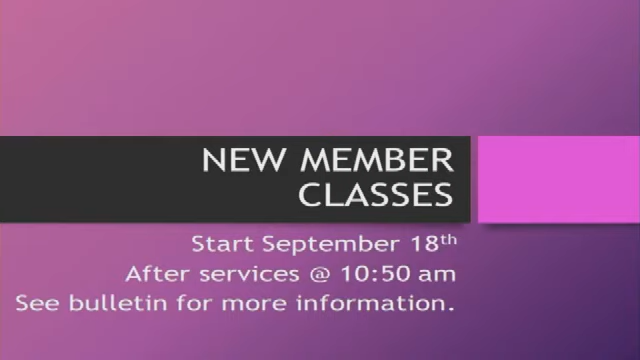 NEW MEMBER
CLASSES
Start September 18th
After services @ 10:50 am
See bulletin for more information.